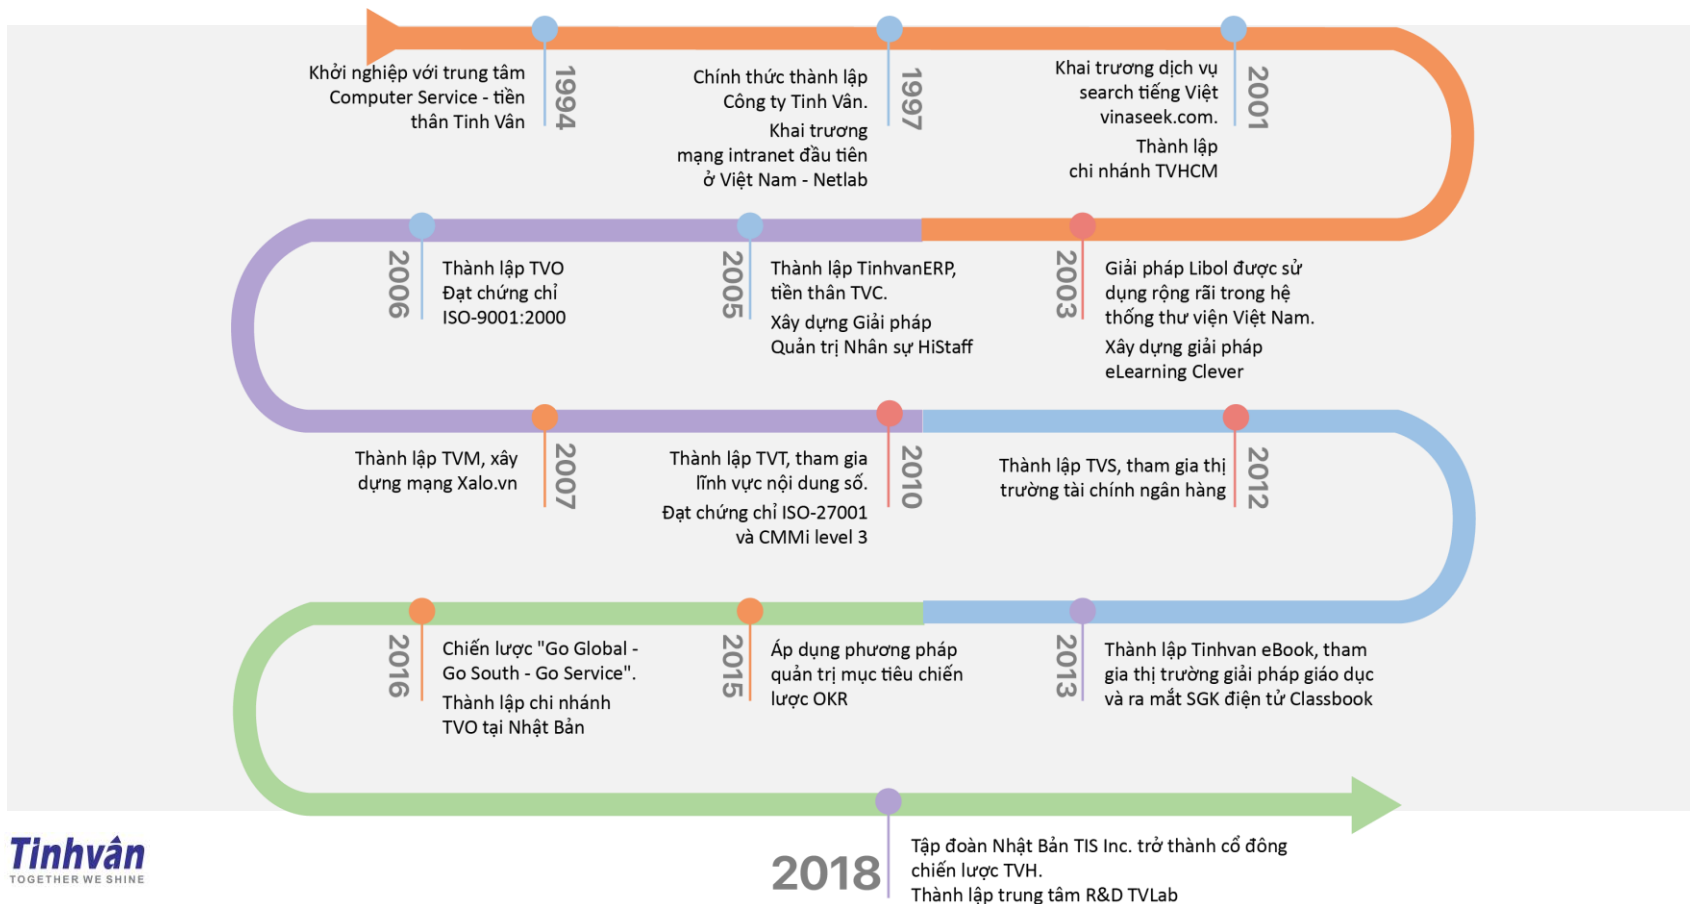 Khởi nghiệp với trung tâm
Computer Service - tiền
thân Tinh Vân
1994
Chính thức thành lập
Công ty Tinh Vân.
Khai trương
mạng intranet đầu tiên
ở Việt Nam - Netlab
1997
Khai trương dịch vụ
search tiếng Việt
vinaseek.com.
Thành lập
chi nhánh TVHCM
2001
2003
Giải pháp Libol được sử
dụng rộng rãi trong hệ
thống thư viện Việt Nam.
Xây dựng giải pháp
eLearning Clever
2005
Thành lập TinhvanERP,
tiền thân TVC.
Xây dựng Giải pháp
Quản trị Nhân sự HiStaff
2006
Thành lập TVO
Đạt chứng chỉ
ISO-9001:2000
Thành lập TVM, xây
dựng mạng Xalo.vn
2007
Thành lập TVT, tham gia
lĩnh vực nội dung số.
Đạt chứng chỉ ISO-27001
và CMMi level 3
2010
Thành lập TVS, tham gia thị
trường tài chính ngân hàng
2012
2013
Thành lập Tinhvan eBook, tham
gia thị trường giải pháp giáo dục
và ra mắt SGK điện tử Classbook
2015
Áp dụng phương pháp
quản trị mục tiêu chiến
lược OKR
2016
Chiến lược "Go Global -
Go South - Go Service".
Thành lập chi nhánh
TVO tại Nhật Bản
2018
Tập đoàn Nhật Bản TIS Inc. trở thành cổ đông
chiến lược TVH.
Thành lập trung tâm R&D TVLab
Tinhvân
TOGETHER WE SHINE